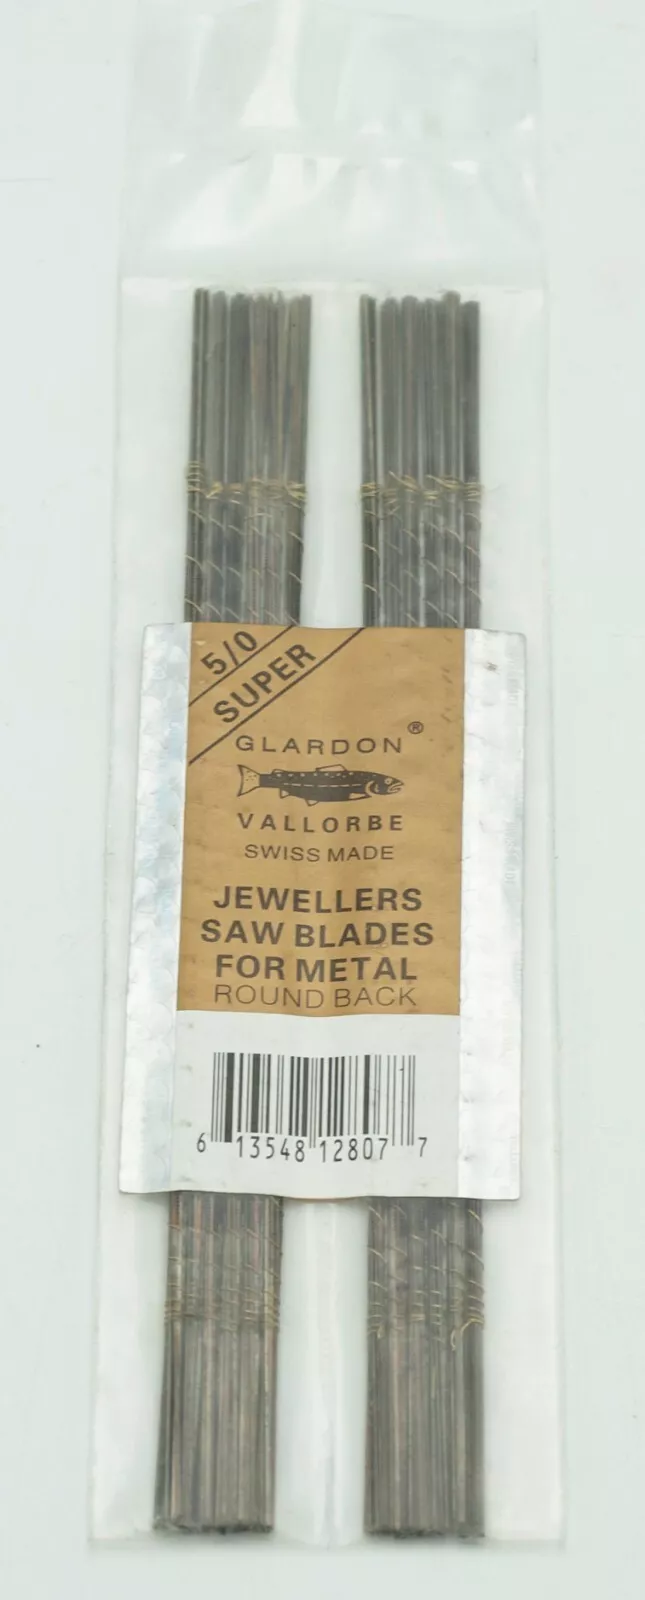 5/0
SUPER
GLARDON®
VALLORBE
SWISS MADE
JEWELLERS
SAW BLADES
FOR METAL
ROUND BACK
6 13548 12807 7